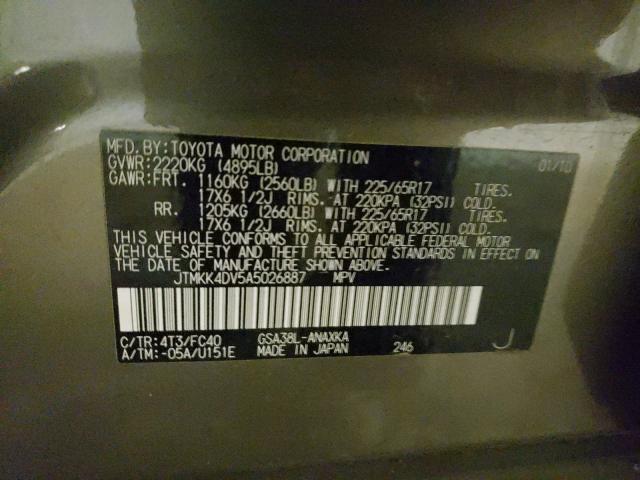 MFD. BY: TOYOTA MOTOR CORPORATION 01/10
GVWR: 2220KG (4895LB)
GAWR: FRT. 1160KG (2560LB) WITH 225/65R17 TIRES.
17X6 1/2J RIMS. AT 220KPA (32PSI) COLD.
RR. 1205KG (2660LB) WITH 225/65R17 TIRES.
17X6 1/2J RIMS. AT 220KPA (32PSI) COLD.
THIS VEHICLE CONFORMS TO ALL APPLICABLE FEDERAL MOTOR
VEHICLE SAFETY AND THEFT PREVENTION STANDARDS IN EFFECT ON
THE DATE OF MANUFACTURE SHOWN ABOVE.
JTMKK4DV5A5026887 MPV
C/TR: 4T3/FC40 GSA38L-ANAXKA
A/TM: -05A/U151E MADE IN JAPAN 246 J